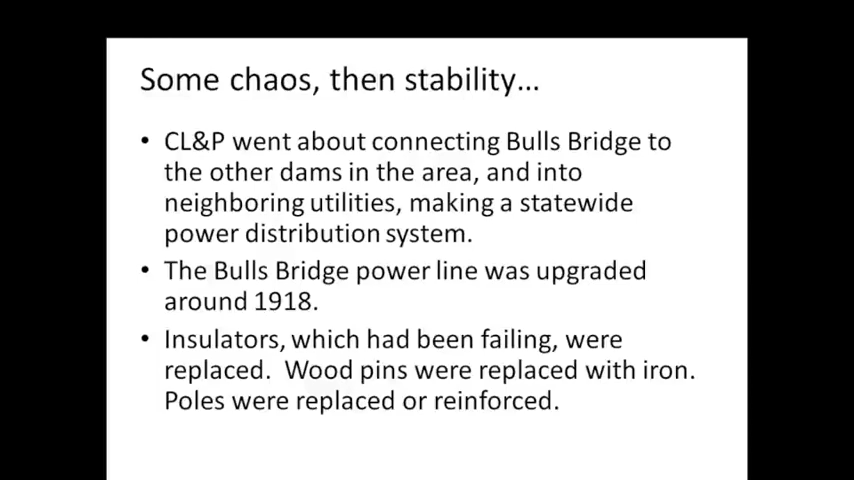 Some chaos, then stability…
• CL&P went about connecting Bulls Bridge to
the other dams in the area, and into
neighboring utilities, making a statewide
power distribution system.
• The Bulls Bridge power line was upgraded
around 1918.
• Insulators, which had been failing, were
replaced.  Wood pins were replaced with iron.
Poles were replaced or reinforced.